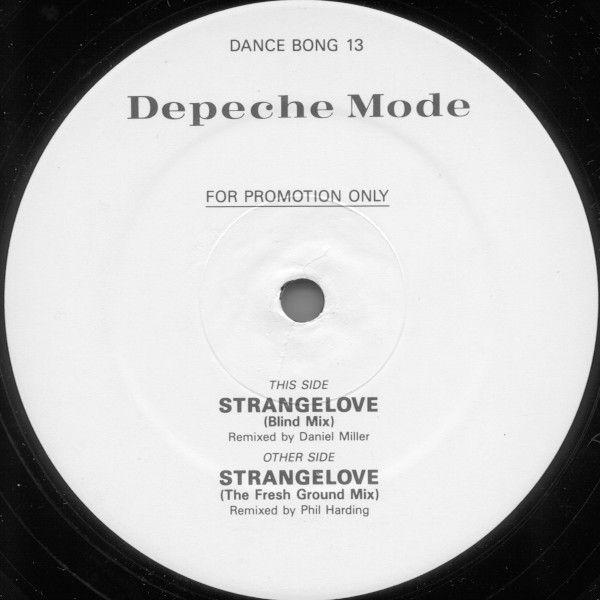 DANCE BONG 13
Depeche Mode
FOR PROMOTION ONLY
THIS SIDE
STRANGELOVE
(Blind Mix)
Remixed by Daniel Miller
OTHER SIDE
STRANGELOVE
(The Fresh Ground Mix)
Remixed by Phil Harding